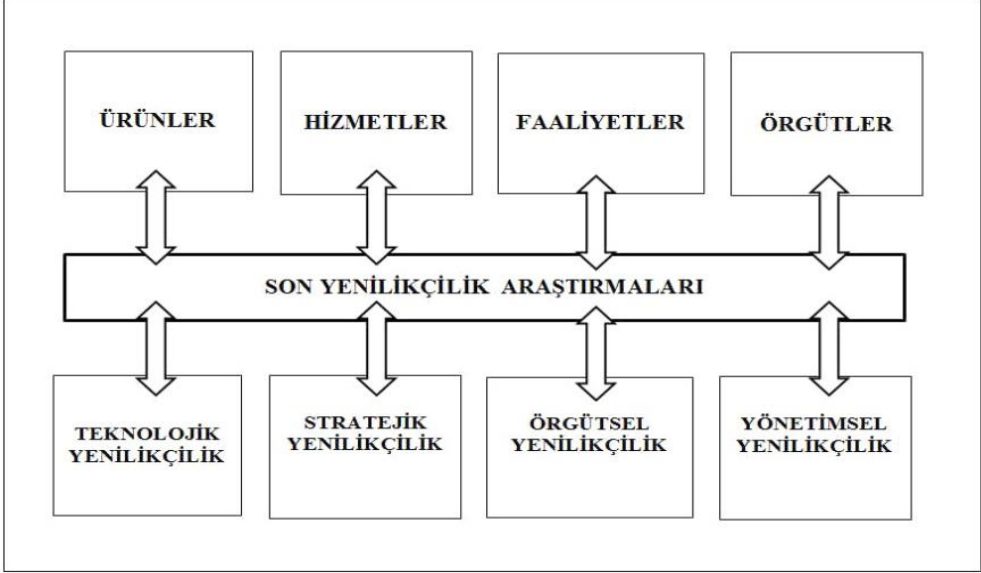 ÜRÜNLER
HİZMETLER
FAALİYETLER
ÖRGÜTLER
SON YENİLİKÇİLİK ARAŞTIRMALARI
TEKNOLOJİK
YENİLİKÇİLİK
STRATEJİK
YENİLİKÇİLİK
ÖRGÜTSEL
YENİLİKÇİLİK
YÖNETİMSEL
YENİLİKÇİLİK